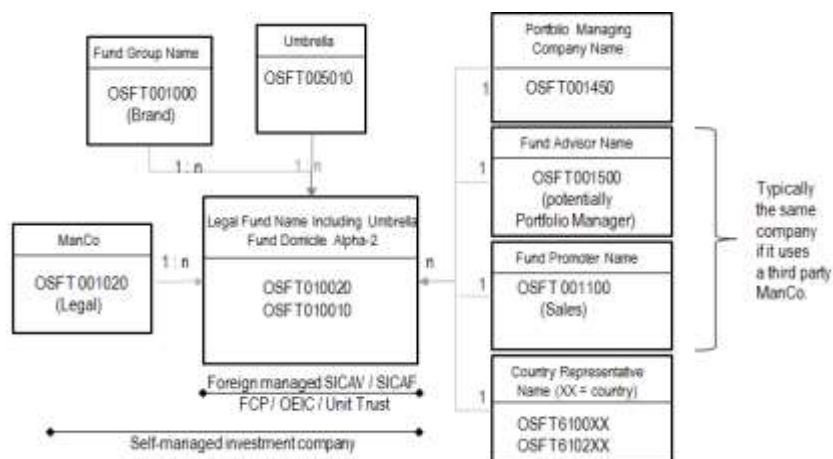 Fund Group Name
OSFT001000
(Brand)
Umbrella
OSFT005010
1 : n
1 : n
ManCo
OSFT001020
(Legal)
1 : n
Legal Fund Name Including Umbrella
Fund Domicile Alpha-2
OSFT010020
OSFT010010
n
Foreign managed SICAV / SICAF
FCP / OEIC / Unit Trust
Self-managed investment company
Portfolio Managing
Company Name
OSFT001450
1
Fund Advisor Name
OSFT001500
(potentially
Portfolio Manager)
1
Fund Promoter Name
OSFT 001100
(Sales)
1
Country Representative
Name (XX = country)
OSFT6100XX
OSFT6102XX
1
Typically
the same
company
if it uses
a third party
ManCo.